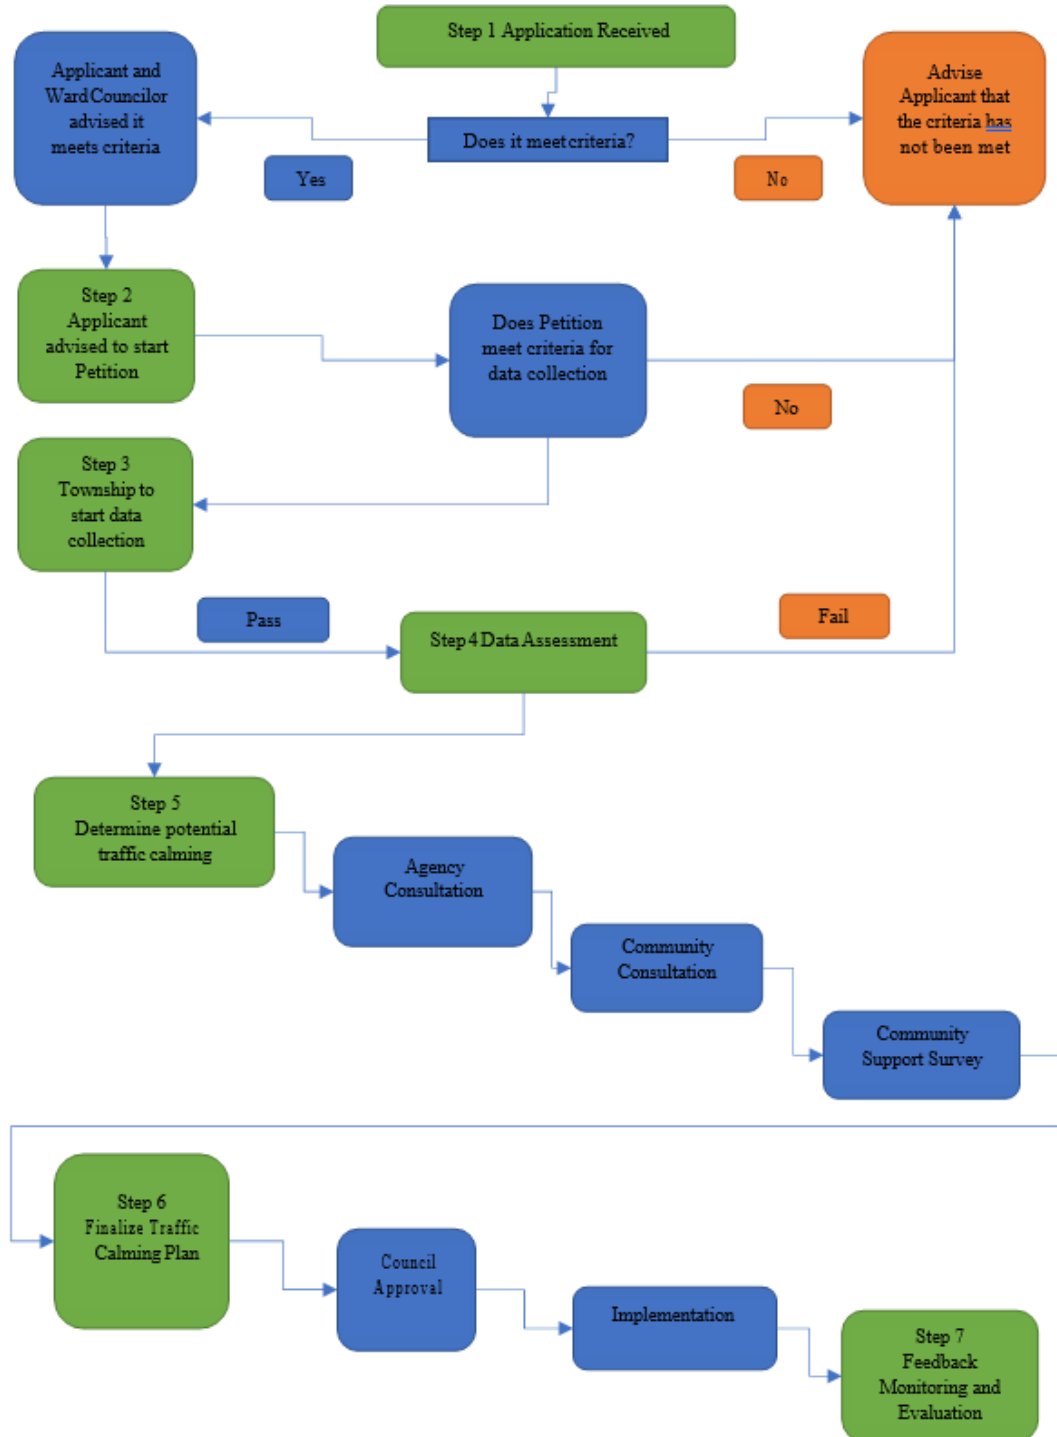 Step 1 Application Received
Applicant and
Ward Councilor
advised it
meets criteria
Does it meet criteria?
Advise
Applicant that
the criteria has
not been met
Yes
No
Step 2
Applicant
advised to start
Petition
Does Petition
meet criteria for
data collection
No
Step 3
Township to
start data
collection
Pass
Fail
Step 4 Data Assessment
Step 5
Determine potential
traffic calming
Agency
Consultation
Community
Consultation
Community
Support Survey
Step 6
Finalize Traffic
Calming Plan
Council
Approval
Implementation
Step 7
Feedback
Monitoring and
Evaluation